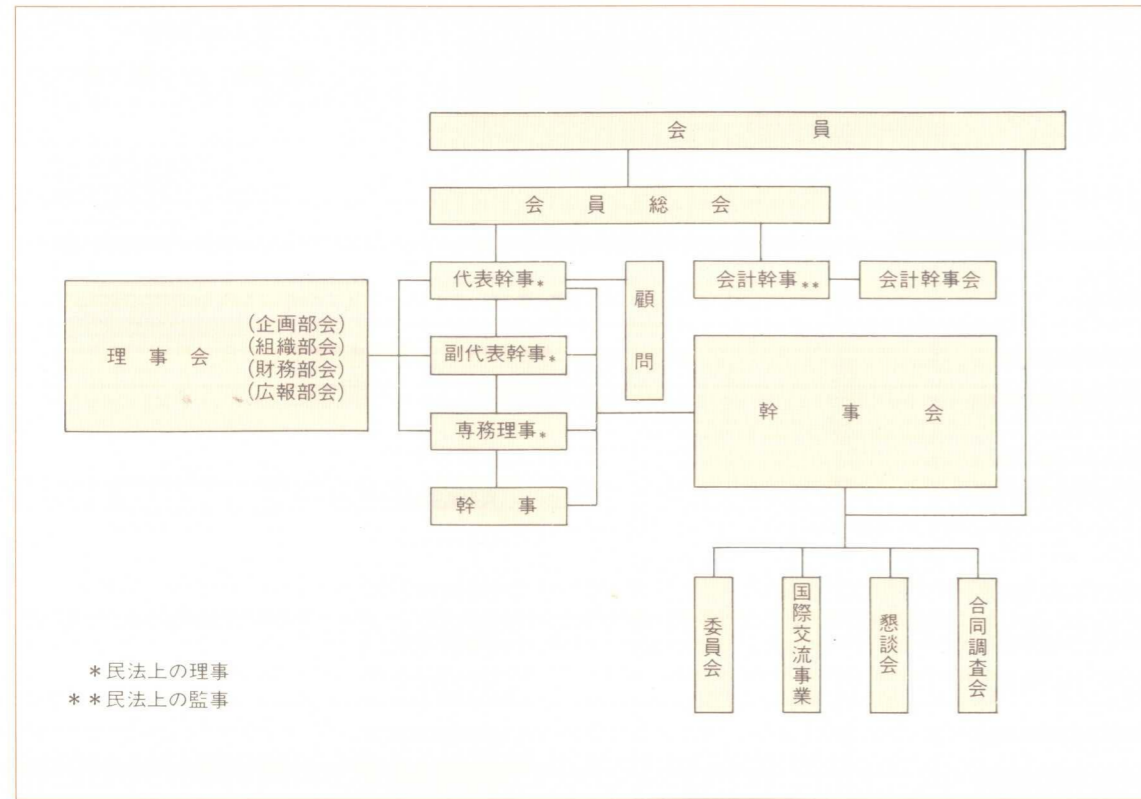 会員
会員総会
代表幹事*
顧問
会計幹事**
会計幹事会
理事会
(企画部会)
(組織部会)
(財務部会)
(広報部会)
副代表幹事*
専務理事*
幹事
幹事会
委員会
国際交流事業
懇談会
合同調査会
*民法上の理事
**民法上の監事